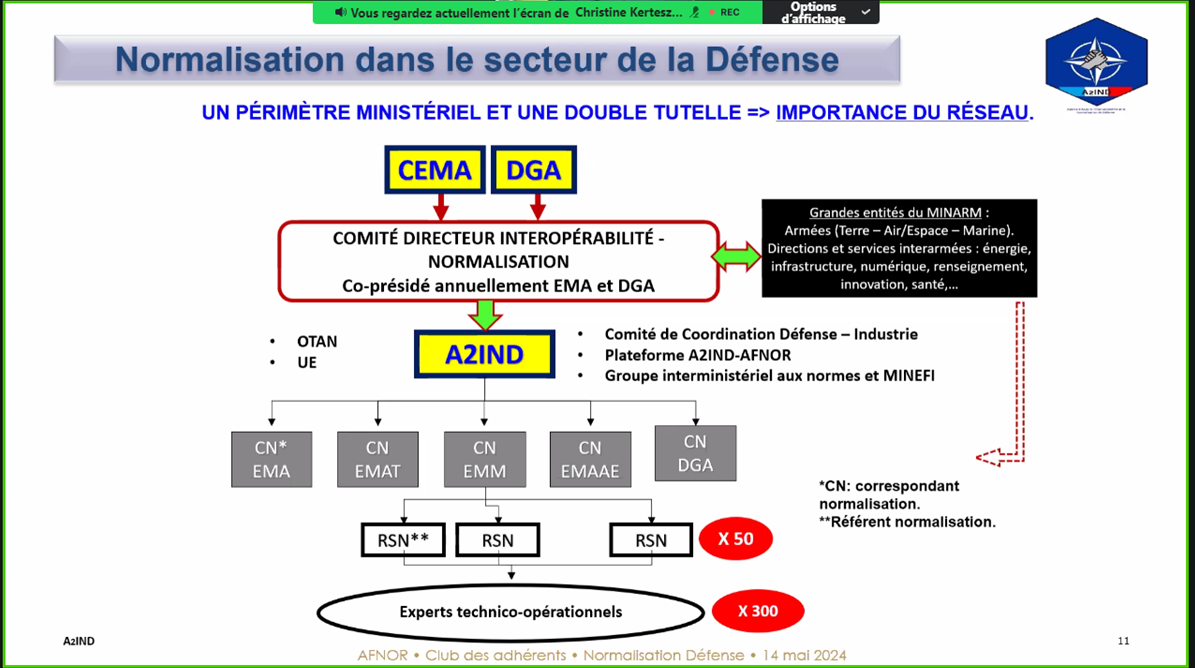 Vous regardez actuellement l'écran de Christine Kertesz... REC
Options d'affichage
Normalisation dans le secteur de la Défense
A2IND
UN PÉRIMÈTRE MINISTÉRIEL ET UNE DOUBLE TUTELLE => IMPORTANCE DU RÉSEAU.
CEMA
DGA
COMITÉ DIRECTEUR INTEROPÉRABILITÉ -
NORMALISATION
Co-présidé annuellement EMA et DGA
Grandes entités du MINARM :
Armées (Terre – Air/Espace – Marine).
Directions et services interarmées : énergie,
infrastructure, numérique, renseignement,
innovation, santé,...
• OTAN
• UE
A2IND
• Comité de Coordination Défense – Industrie
• Plateforme A2IND-AFNOR
• Groupe interministériel aux normes et MINEFI
CN*
EMA
CN
EMAT
CN
EMM
CN
EMAAE
CN
DGA
*CN: correspondant
normalisation.
**Référent normalisation.
RSN**
RSN
RSN
X 50
Experts technico-opérationnels
X 300
A2IND
11
AFNOR • Club des adhérents • Normalisation Défense • 14 mai 2024